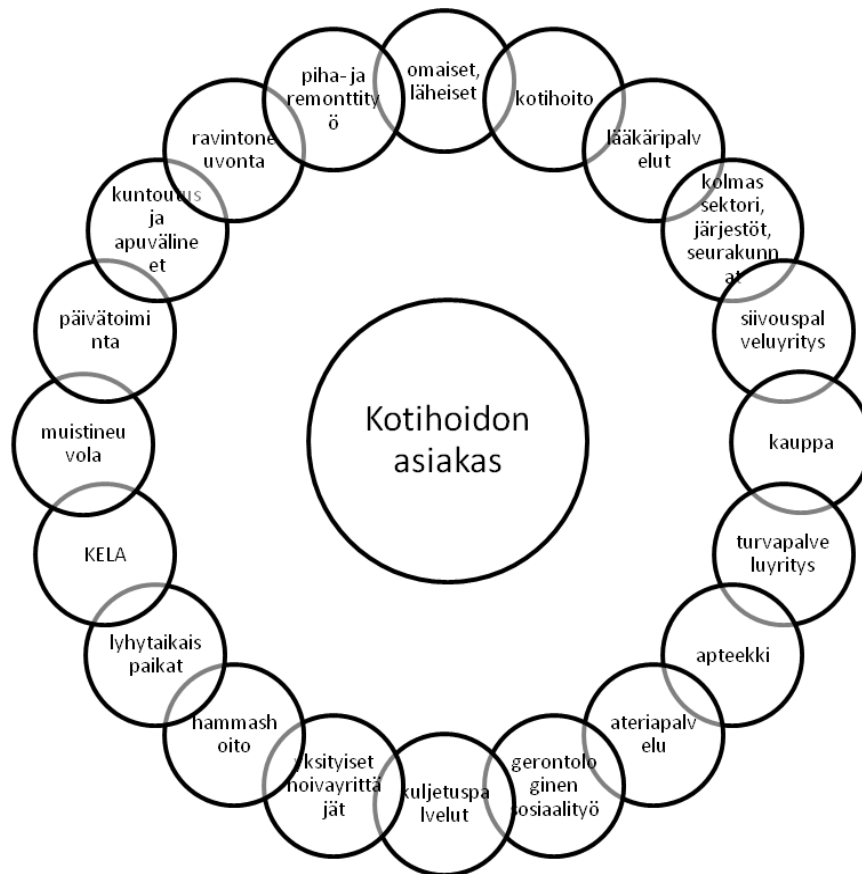 omaiset,
läheiset
kotihoito
lääkäripalv
elut
kolmas
sektori,
järjestöt,
seurakunn
at
siivouspal
veluyritys
kauppa
turvapalve
luyritys
apteekki
ateriapalv
elu
gerontolo
ginen
sosiaalityö
kuljetuspa
lvelut
yksityiset
hoivayrittä
jät
hammash
oito
lyhytaikais
paikat
KELA
muistineu
vola
päivätoimi
nta
kuntoutus
ja
apuväline
et
ravintone
uvonta
piha- ja
remonttity
ö
Kotihoidon
asiakas